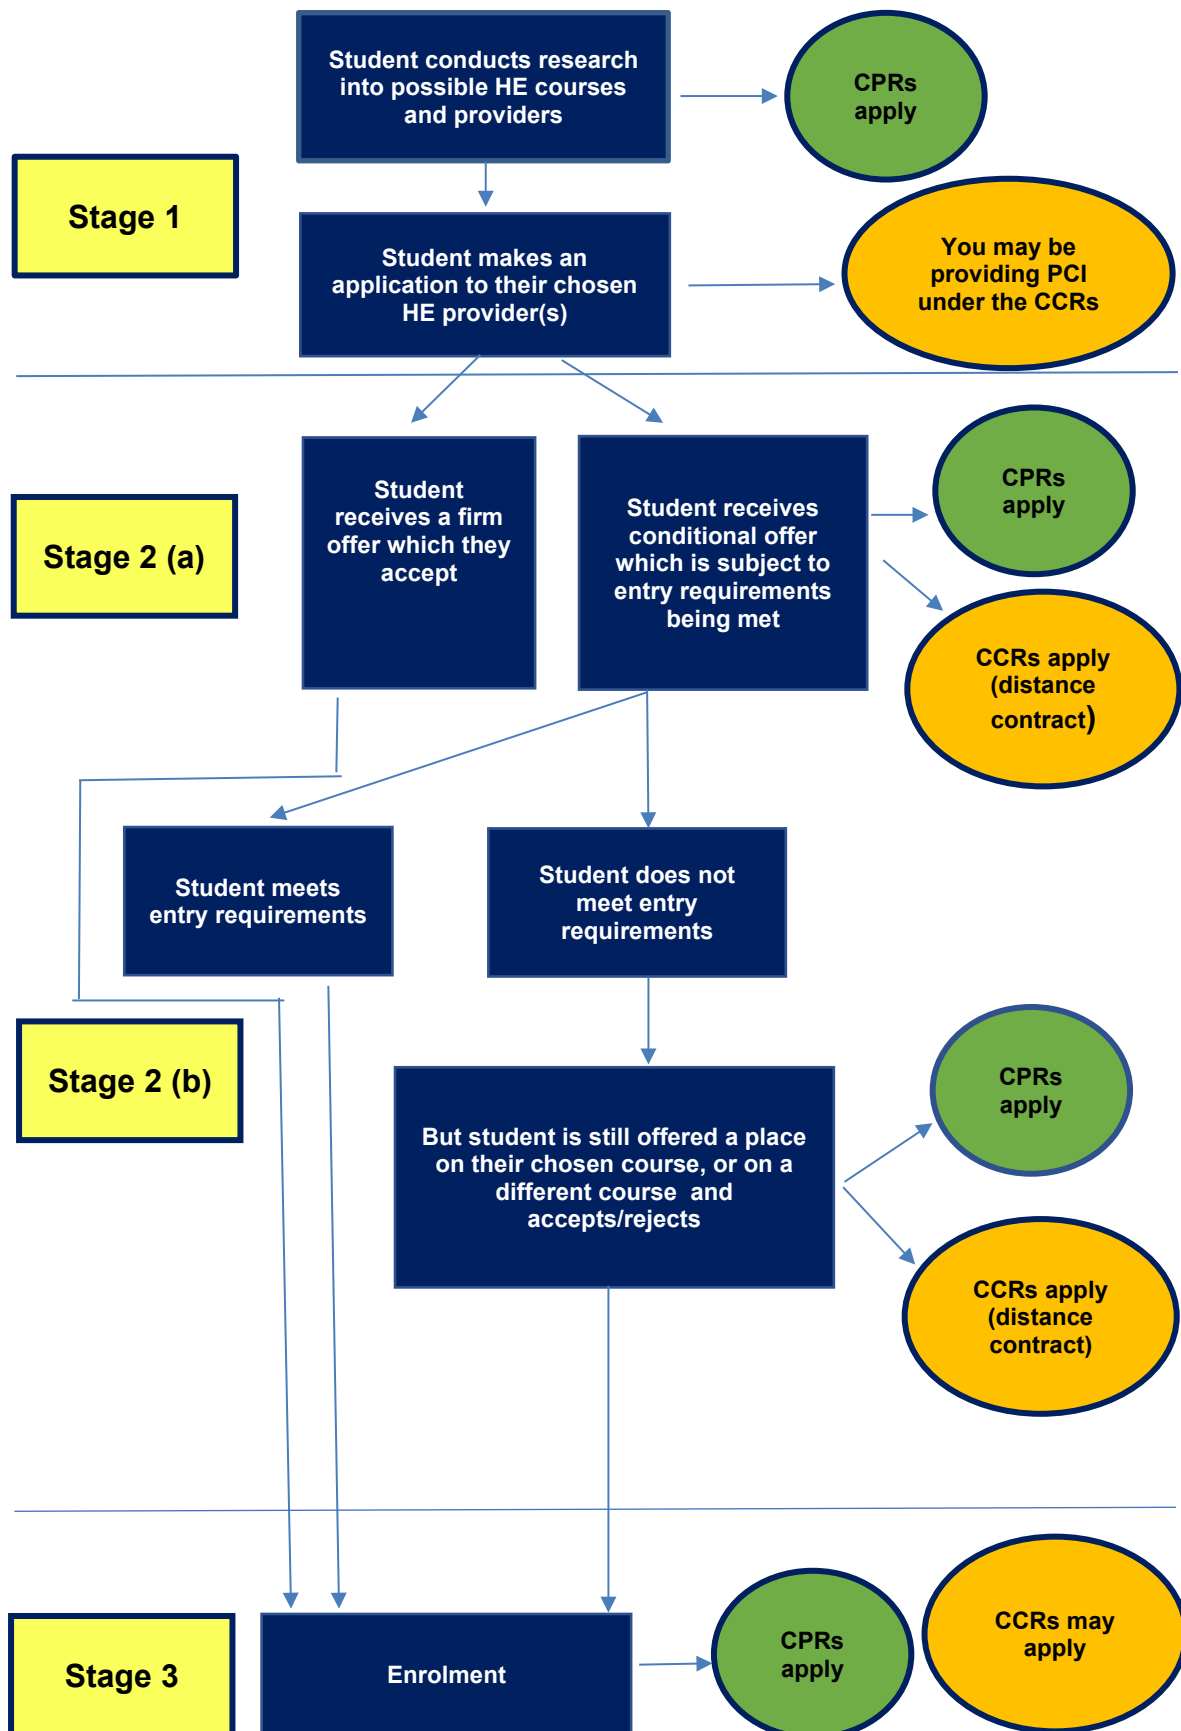 Student conducts research
into possible HE courses
and providers
CPRs
apply
Stage 1
Student makes an
application to their chosen
HE provider(s)
You may be
providing PCI
under the CCRs
Stage 2 (a)
Student
receives a firm
offer which they
accept
Student receives
conditional offer
which is subject to
entry requirements
being met
CPRs
apply
CCRs apply
(distance
contract)
Student meets
entry requirements
Student does not
meet entry
requirements
Stage 2 (b)
But student is still offered a place
on their chosen course, or on a
different course and
accepts/rejects
CPRs
apply
CCRs apply
(distance
contract)
Stage 3
Enrolment
CPRs
apply
CCRs may
apply